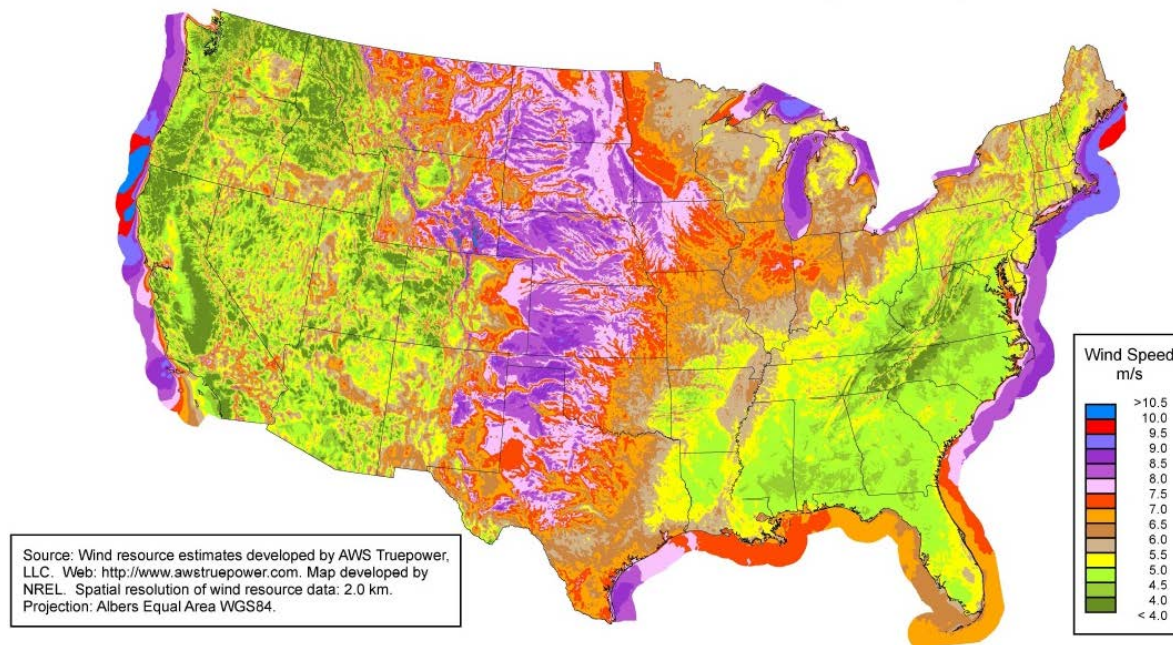 Wind Speed
m/s
>10.5
10.0
9.5
9.0
8.5
8.0
7.5
7.0
6.5
6.0
5.5
5.0
4.5
4.0
< 4.0
Source: Wind resource estimates developed by AWS Truepower,
LLC. Web: http://www.awstruepower.com. Map developed by
NREL. Spatial resolution of wind resource data: 2.0 km.
Projection: Albers Equal Area WGS84.